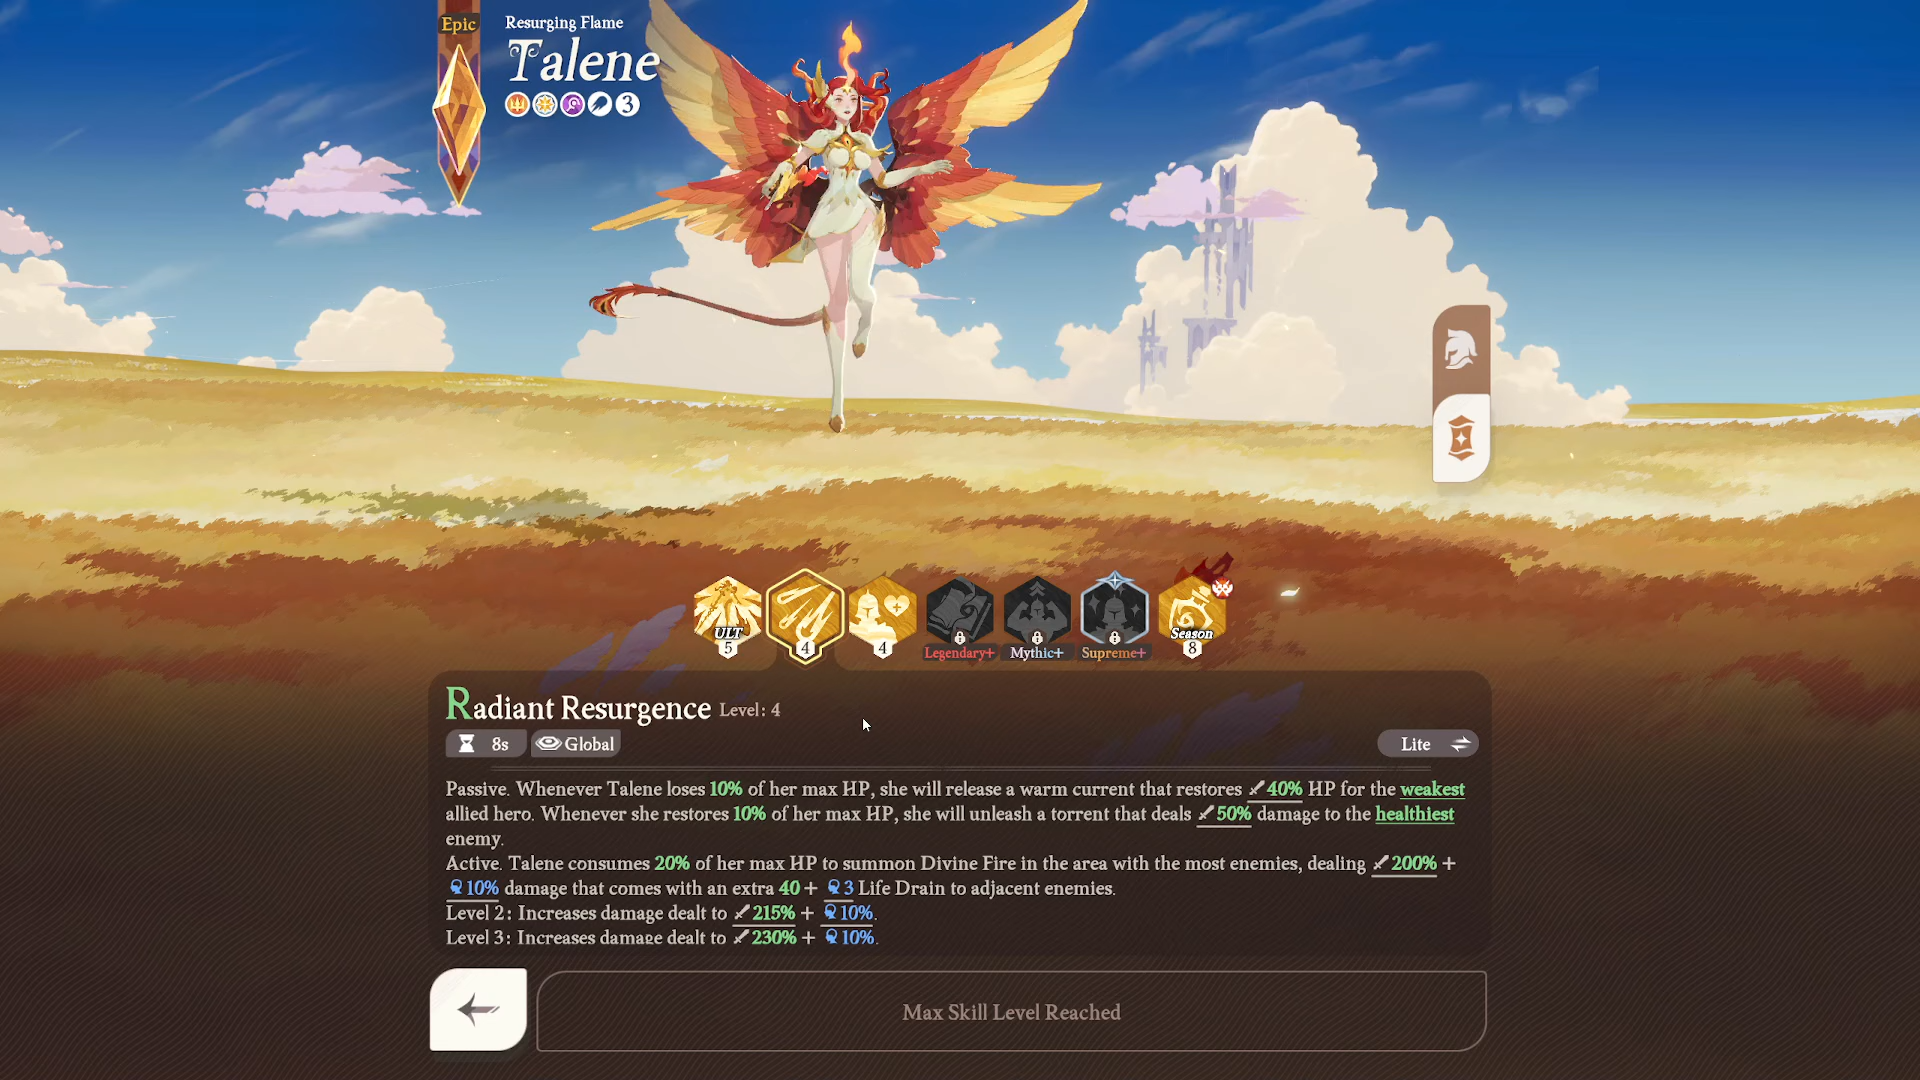 Epic
Resurging Flame
Talene
3
ULT
5
4
4
Legendary+
Mythic+
Supreme+
Season
8
Radiant Resurgence Level: 4
8s
Global
Lite
Passive. Whenever Talene loses 10% of her max HP, she will release a warm current that restores 40% HP for the weakest
allied hero. Whenever she restores 10% of her max HP, she will unleash a torrent that deals 50% damage to the healthiest
enemy.
Active. Talene consumes 20% of her max HP to summon Divine Fire in the area with the most enemies, dealing 200% +
10% damage that comes with an extra 40 + 3 Life Drain to adjacent enemies.
Level 2: Increases damage dealt to 215% + 10%.
Level 3: Increases damage dealt to 230% + 10%.
Max Skill Level Reached